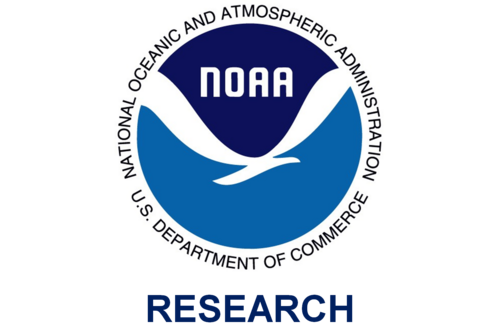 NATIONAL OCEANIC AND ATMOSPHERIC ADMINISTRATION
NOAA
U.S. DEPARTMENT OF COMMERCE
RESEARCH